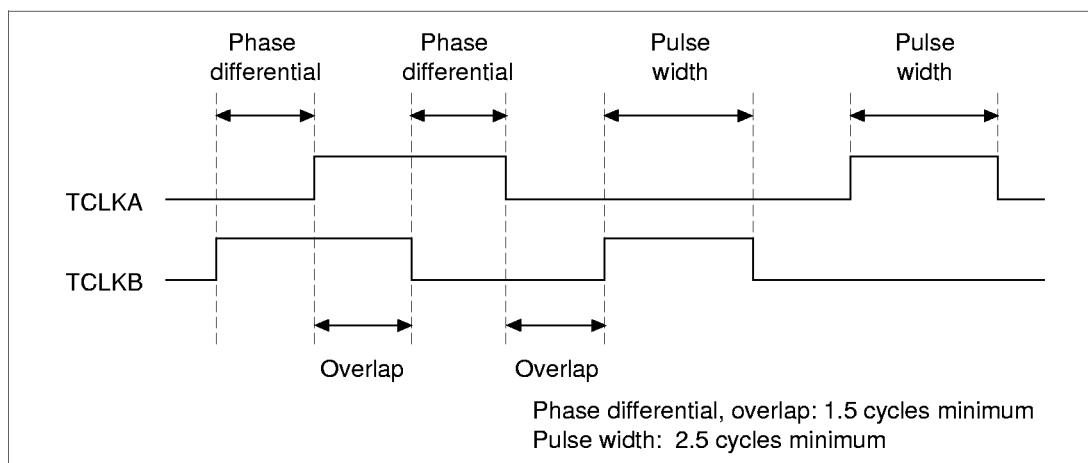 Phase
differential
Phase
differential
Pulse
width
Pulse
width
TCLKA
TCLKB
Overlap
Overlap
Phase differential, overlap: 1.5 cycles minimum
Pulse width: 2.5 cycles minimum